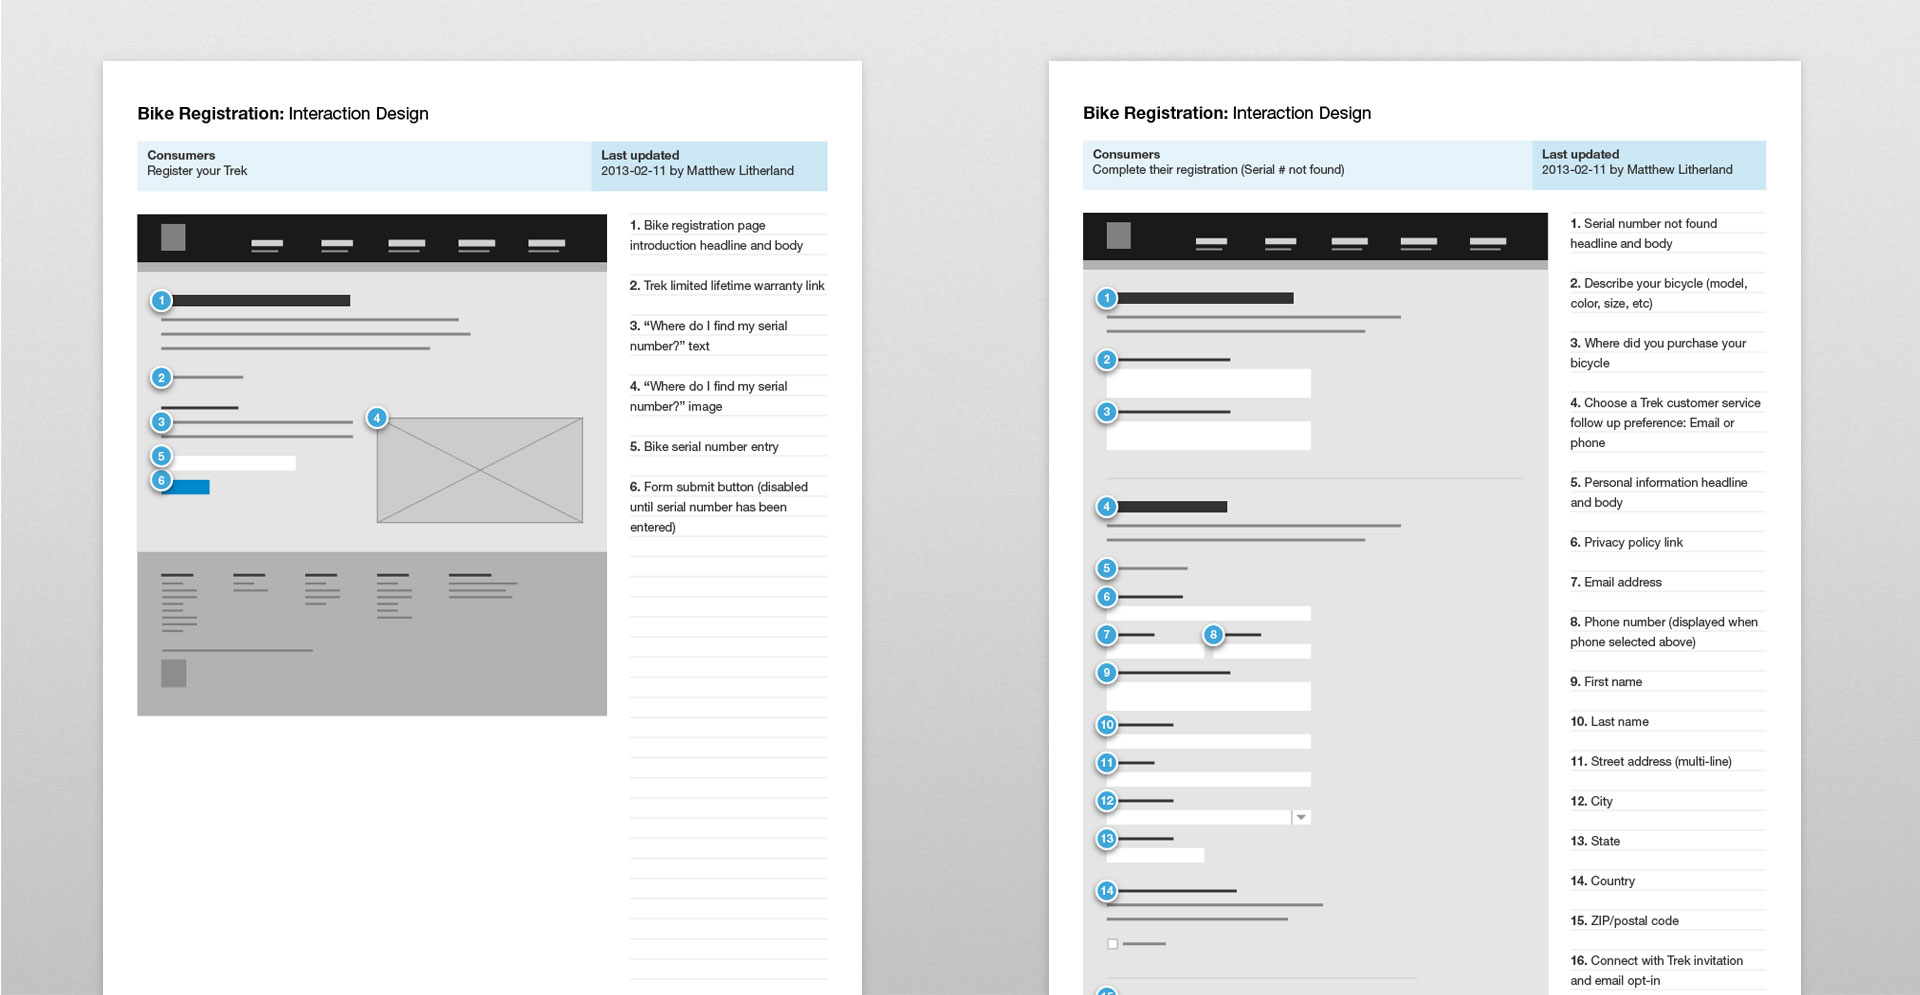 Bike Registration: Interaction Design
Consumers
Register your Trek
Last updated
2013-02-11 by Matthew Litherland
1
2
3
4
5
6
1. Bike registration page
introduction headline and body
2. Trek limited lifetime warranty link
3. “Where do I find my serial
number?” text
4. “Where do I find my serial
number?” image
5. Bike serial number entry
6. Form submit button (disabled
until serial number has been
entered)
Bike Registration: Interaction Design
Consumers
Complete their registration (Serial # not found)
Last updated
2013-02-11 by Matthew Litherland
1
2
3
4
5
6
7
8
9
10
11
12
13
14
1. Serial number not found
headline and body
2. Describe your bicycle (model,
color, size, etc)
3. Where did you purchase your
bicycle
4. Choose a Trek customer service
follow up preference: Email or
phone
5. Personal information headline
and body
6. Privacy policy link
7. Email address
8. Phone number (displayed when
phone selected above)
9. First name
10. Last name
11. Street address (multi-line)
12. City
13. State
14. Country
15. ZIP/postal code
16. Connect with Trek invitation
and email opt-in